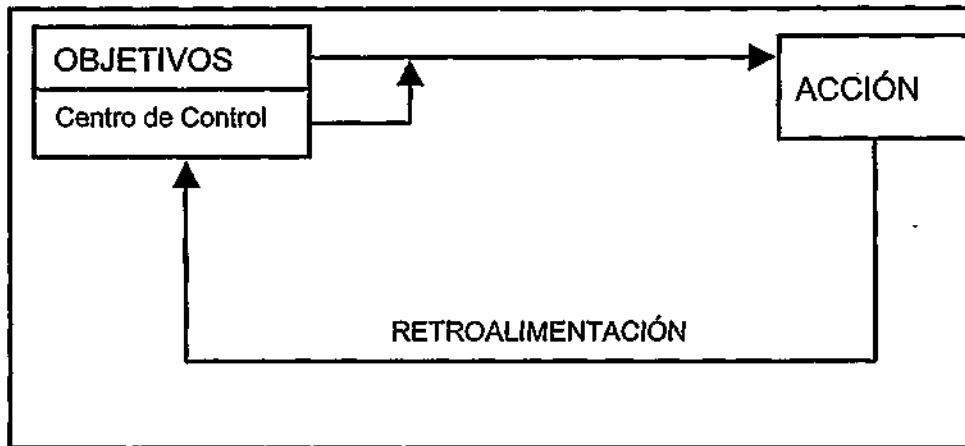 OBJETIVOS
Centro de Control
ACCIÓN
RETROALIMENTACIÓN